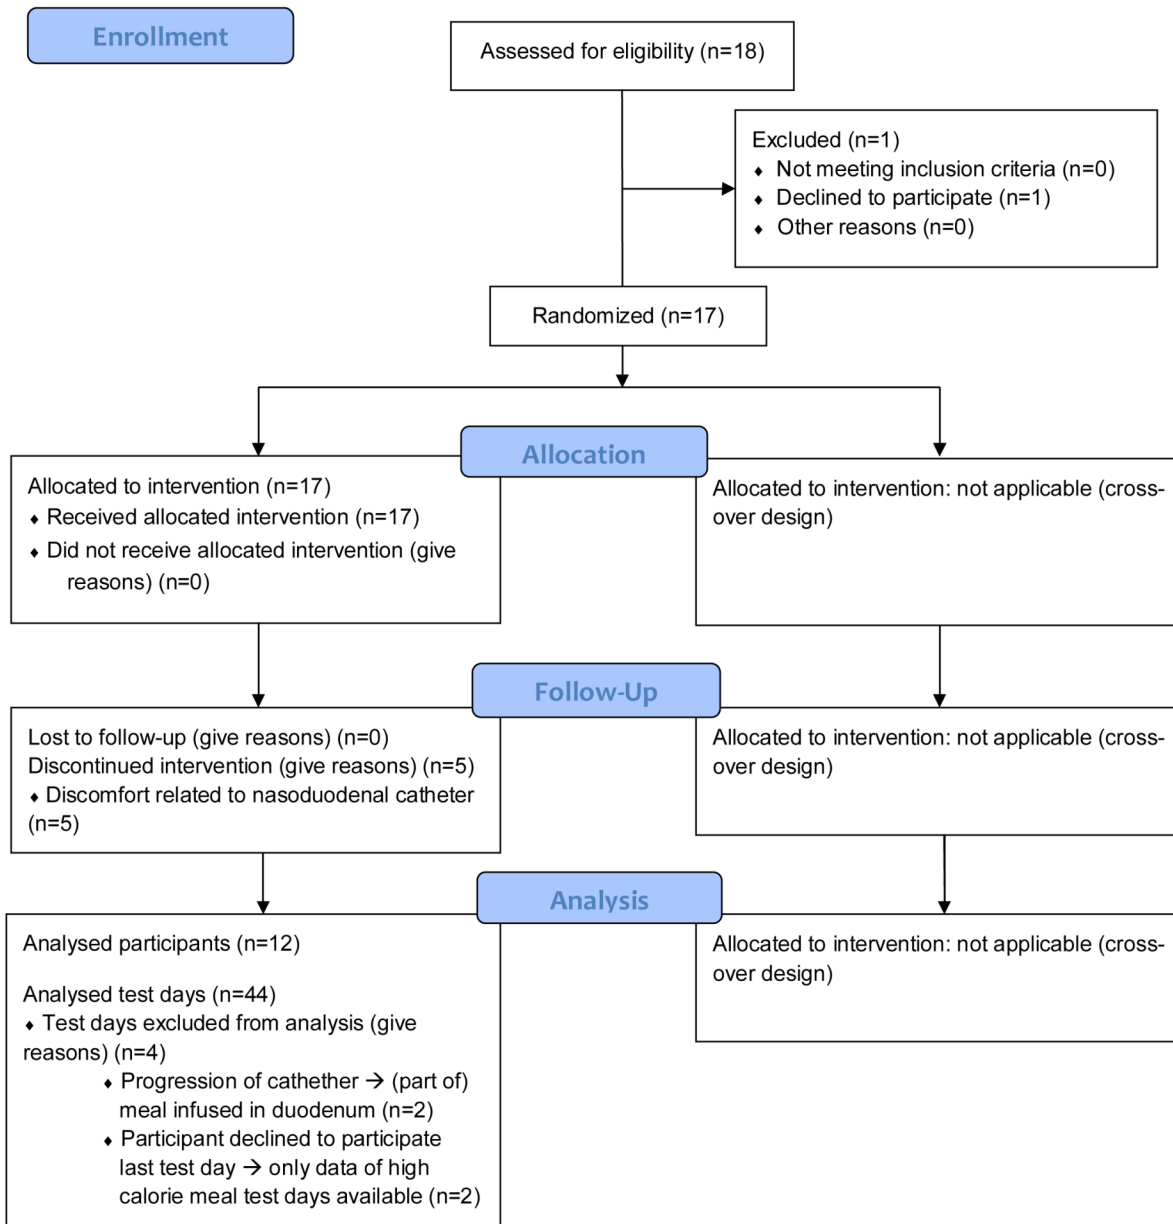 Enrollment
Assessed for eligibility (n=18)
Excluded (n=1)
♦ Not meeting inclusion criteria (n=0)
♦ Declined to participate (n=1)
♦ Other reasons (n=0)
Randomized (n=17)
Allocation
Allocated to intervention (n=17)
♦ Received allocated intervention (n=17)
♦ Did not receive allocated intervention (give
reasons) (n=0)
Allocated to intervention: not applicable (cross-
over design)
Follow-Up
Lost to follow-up (give reasons) (n=0)
Discontinued intervention (give reasons) (n=5)
♦ Discomfort related to nasoduodenal catheter
(n=5)
Allocated to intervention: not applicable (cross-
over design)
Analysis
Analysed participants (n=12)
Analysed test days (n=44)
♦ Test days excluded from analysis (give
reasons) (n=4)
♦ Progression of cathether → (part of)
meal infused in duodenum (n=2)
♦ Participant declined to participate
last test day → only data of high
calorie meal test days available (n=2)
Allocated to intervention: not applicable (cross-
over design)